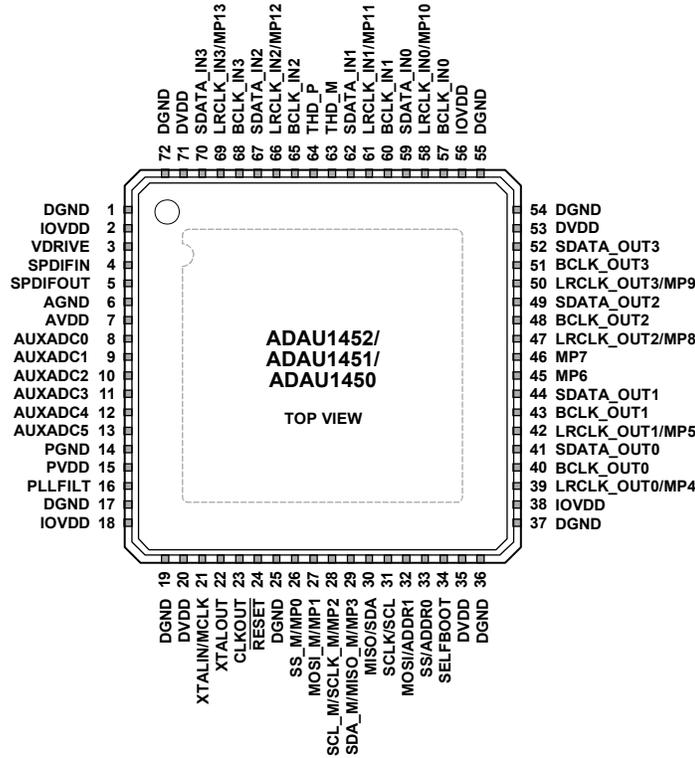 72 DGND
71 DVDD
70 SDATA_IN3
69 LRCLK_IN3/MP13
68 BCLK_IN3
67 SDATA_IN2
66 LRCLK_IN2/MP12
65 BCLK_IN2
64 THD_P
63 THD_M
62 SDATA_IN1
61 LRCLK_IN1/MP11
60 BCLK_IN1
59 SDATA_IN0
58 LRCLK_IN0/MP10
57 BCLK_IN0
56 IOVDD
55 DGND
DGND 1
IOVDD 2
VDRIVE 3
SPDIFIN 4
SPDIFOUT 5
AGND 6
AVDD 7
AUXADC0 8
AUXADC1 9
AUXADC2 10
AUXADC3 11
AUXADC4 12
AUXADC5 13
PGND 14
PVDD 15
PLLFILT 16
DGND 17
IOVDD 18
ADAU1452/
ADAU1451/
ADAU1450
TOP VIEW
54 DGND
53 DVDD
52 SDATA_OUT3
51 BCLK_OUT3
50 LRCLK_OUT3/MP9
49 SDATA_OUT2
48 BCLK_OUT2
47 LRCLK_OUT2/MP8
46 MP7
45 MP6
44 SDATA_OUT1
43 BCLK_OUT1
42 LRCLK_OUT1/MP5
41 SDATA_OUT0
40 BCLK_OUT0
39 LRCLK_OUT0/MP4
38 IOVDD
37 DGND
DGND 19
DVDD 20
XTALIN/MCLK 21
XTALOUT 22
CLKOUT 23
RESET 24
DGND 25
SS_M/MP0 26
MOSI_M/MP1 27
SCL_M/SCLK_M/MP2 28
SDA_M/MISO_M/MP3 29
MISO/SDA 30
SCLK/SCL 31
MOSI/ADDR1 32
SS/ADDR0 33
SELFBOOT 34
DVDD 35
DGND 36